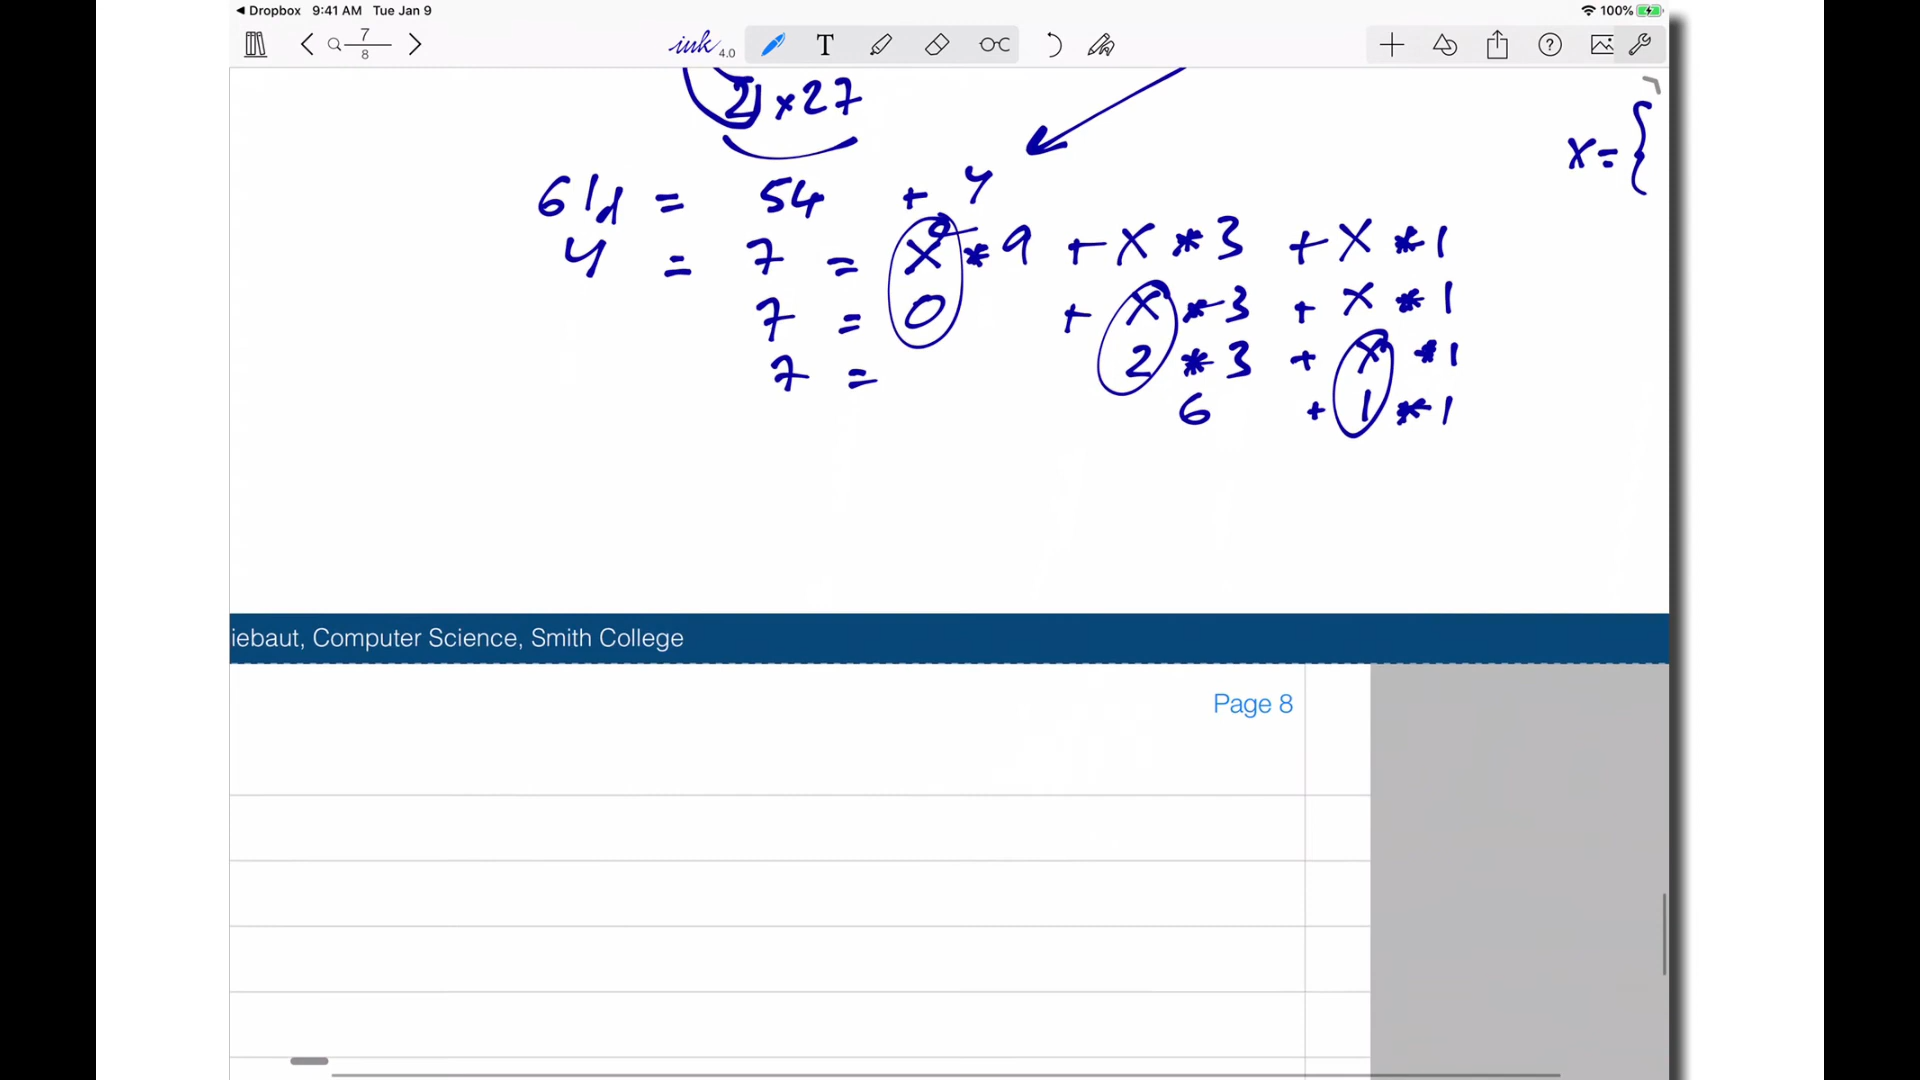 Dropbox 9:41 AM Tue Jan 9 100%
7
8
ink 4.0 T ?
2 x 27
x = {
61d = 54 + y
y = 7 = x * 9 + x * 3 + x * 1
7 = 0 + x * 3 + x * 1
7 = 2 * 3 + x * 1
6 + 1 * 1
iebaut, Computer Science, Smith College
Page 8